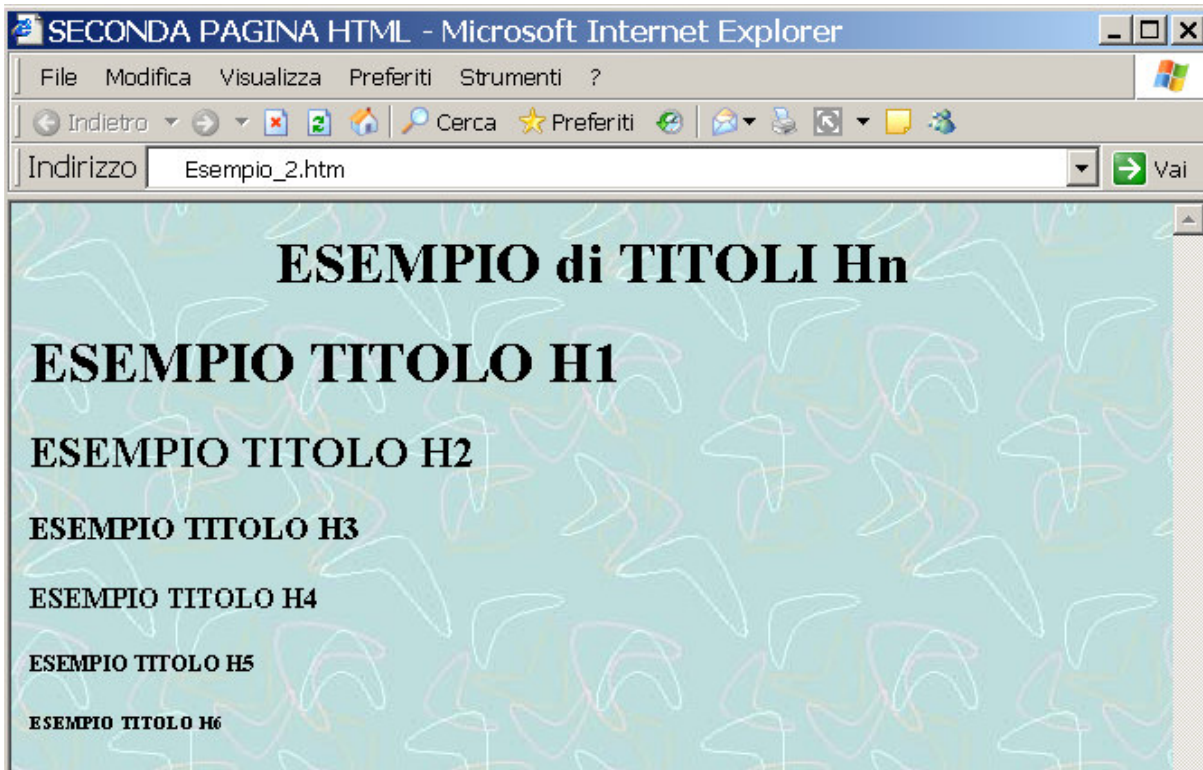 SECONDA PAGINA HTML - Microsoft Internet Explorer
File Modifica Visualizza Preferiti Strumenti ?
Indietro Cerca Preferiti
Indirizzo Esempio_2.htm Vai
ESEMPIO di TITOLI Hn
ESEMPIO TITOLO H1
ESEMPIO TITOLO H2
ESEMPIO TITOLO H3
ESEMPIO TITOLO H4
ESEMPIO TITOLO H5
ESEMPIO TITOLO H6